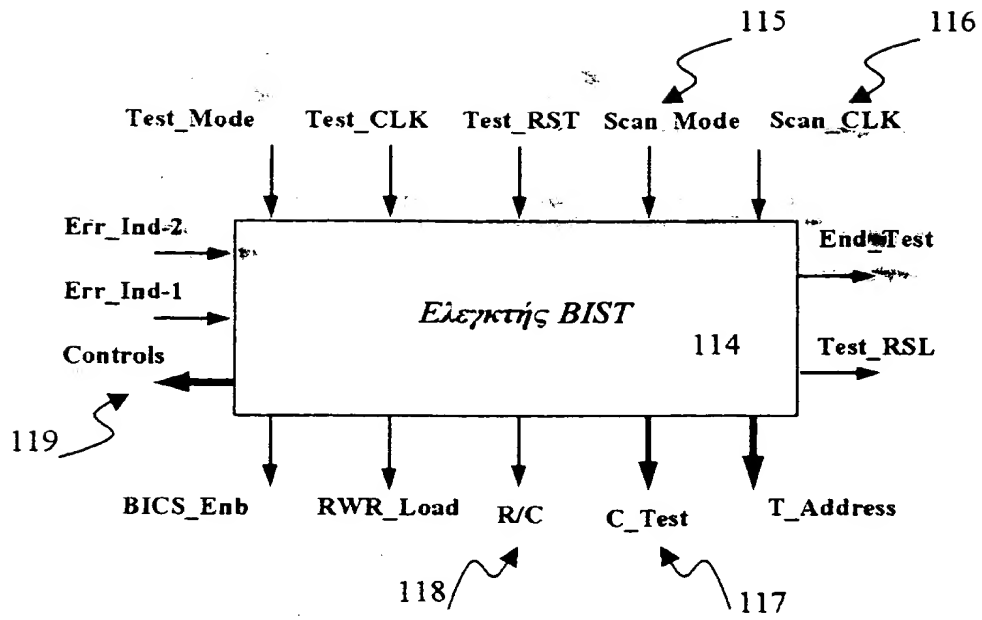 115
116
Test_Mode
Test_CLK
Test_RST
Scan_Mode
Scan_CLK
Err_Ind-2
End_Test
Err_Ind-1
Ελεγκτής BIST
114
Controls
Test_RSL
119
BICS_Enb
RWR_Load
R/C
C_Test
T_Address
118
117